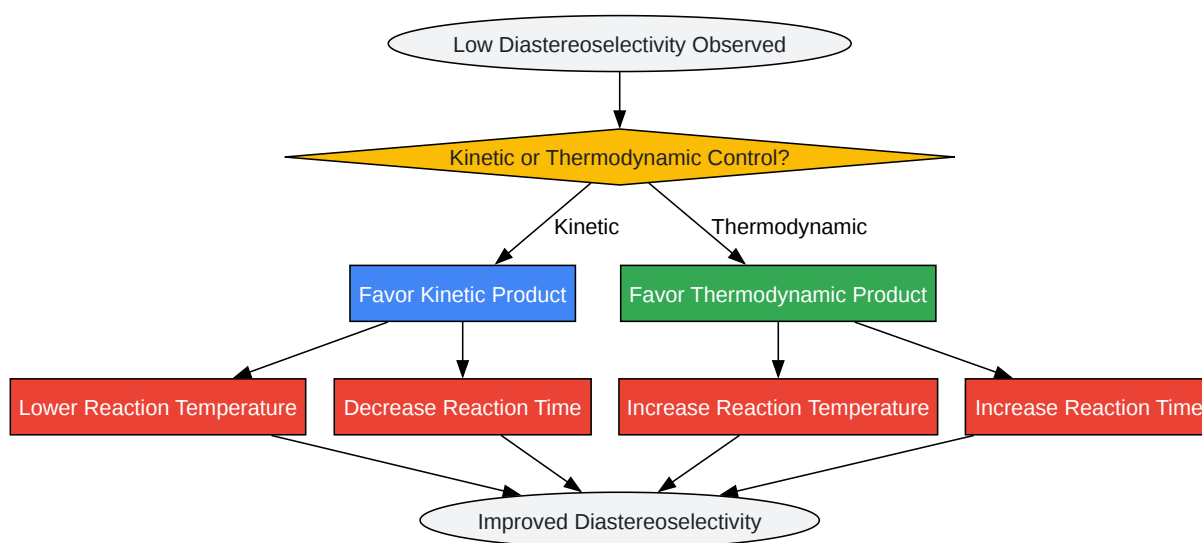 Low Diastereoselectivity Observed
Kinetic or Thermodynamic Control?
Kinetic
Thermodynamic
Favor Kinetic Product
Favor Thermodynamic Product
Lower Reaction Temperature
Decrease Reaction Time
Increase Reaction Temperature
Increase Reaction Time
Improved Diastereoselectivity